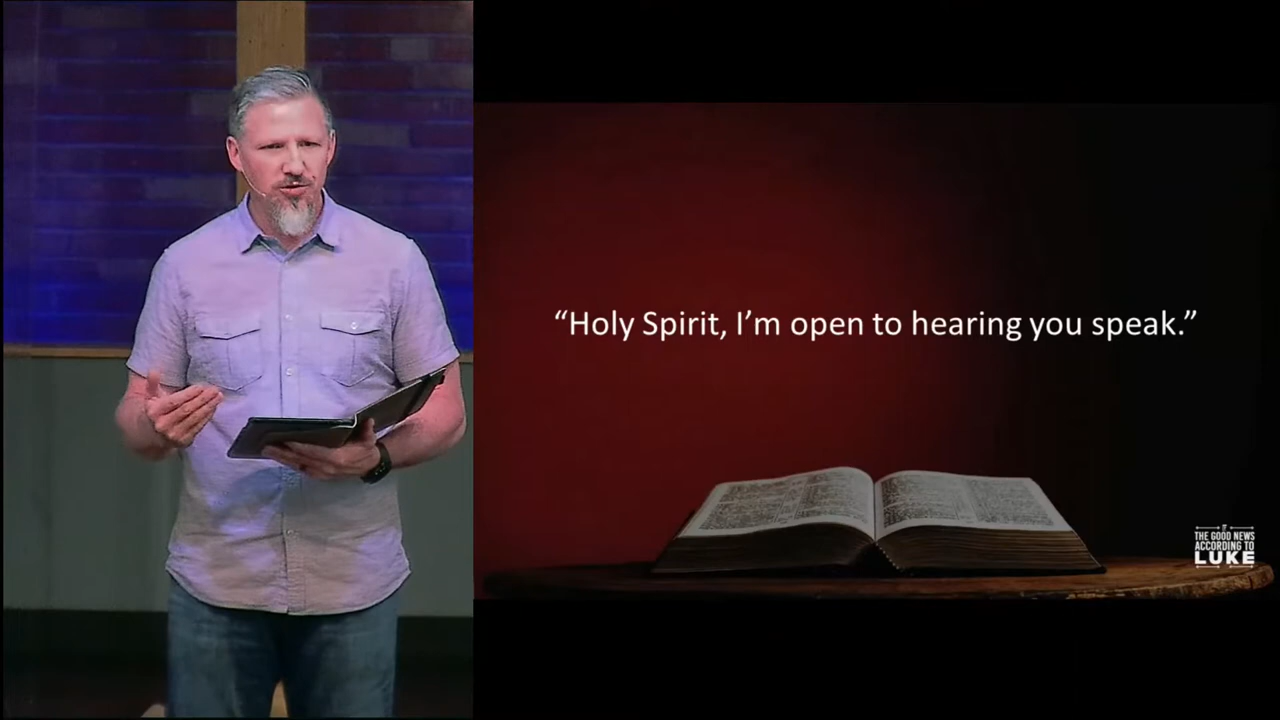 “Holy Spirit, I’m open to hearing you speak.”
THE GOOD NEWS
ACCORDING TO
LUKE